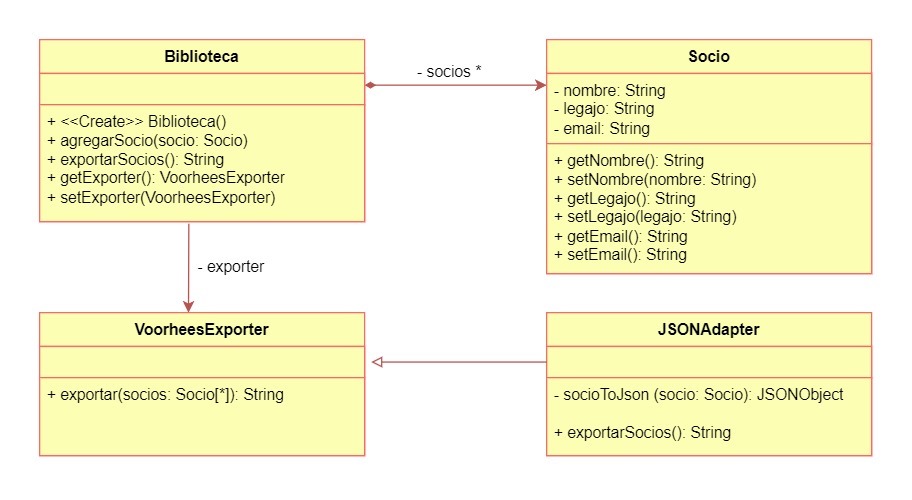 Biblioteca
+ <<Create>> Biblioteca()
+ agregarSocio(socio: Socio)
+ exportarSocios(): String
+ getExporter(): VoorheesExporter
+ setExporter(VoorheesExporter)
- socios *
Socio
- nombre: String
- legajo: String
- email: String
+ getNombre(): String
+ setNombre(nombre: String)
+ getLegajo(): String
+ setLegajo(legajo: String)
+ getEmail(): String
+ setEmail(): String
- exporter
VoorheesExporter
+ exportar(socios: Socio[*]): String
JSONAdapter
- socioToJson (socio: Socio): JSONObject
+ exportarSocios(): String